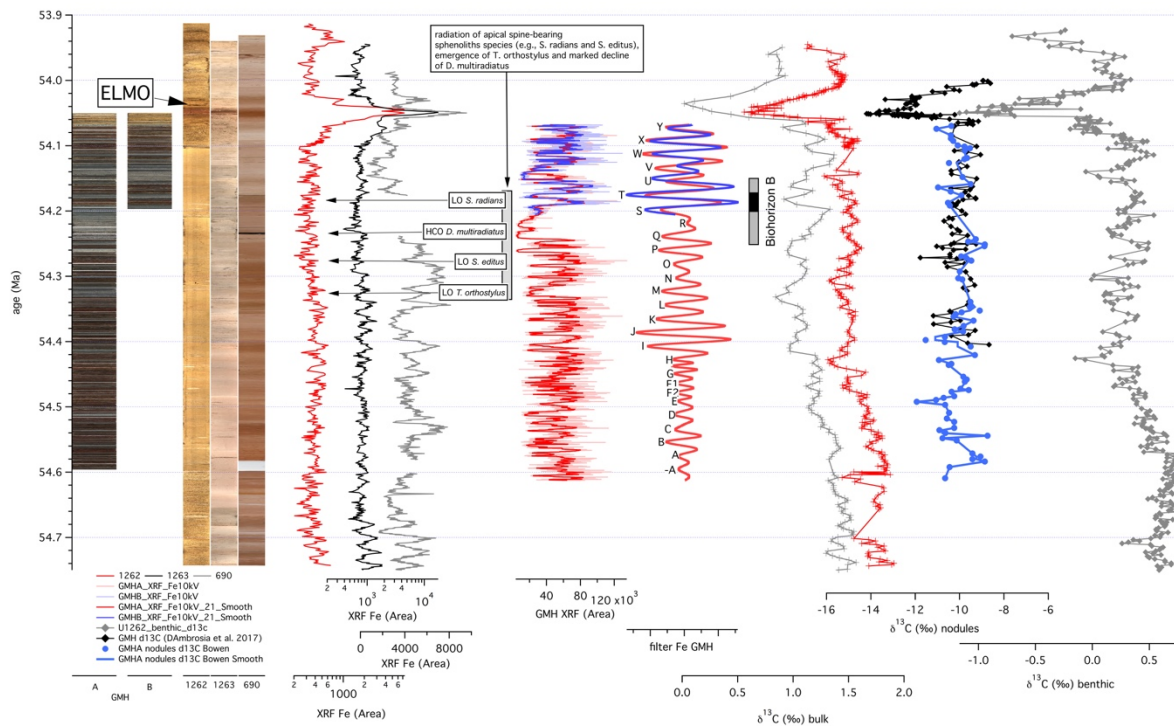 53.9
54.0
54.1
54.2
54.3
54.4
54.5
54.6
54.7
age (Ma)
ELMO
radiation of apical spine-bearing
sphenoliths species (e.g., S. radians and S. editus),
emergence of T. orthostylus and marked decline
of D. multiradiatus
LO S. radians
HCO D. multiradiatus
LO S. editus
LO T. orthostylus
Y
X
W
V
U
T
S
R
Q
P
O
N
M
L
K
J
I
H
G
F1
F2
E
D
C
B
A
-A
Biohorizon B
1262 1263 690
GMHA_XRF_Fe10kV
GMHB_XRF_Fe10kV
GMHA_XRF_Fe10kV_21_Smooth
GMHB_XRF_Fe10kV_21_Smooth
U1262_benthic_d13c
GMH d13C (DAmbrosia et al. 2017)
GMHA nodules d13C Bowen
GMHA nodules d13C Bowen Smooth
A B 1262 1263 690
GMH
2 4 10³ 2 4 10⁴
XRF Fe (Area)
0 4000 8000
XRF Fe (Area)
2 4 6 1000 2 4 6
XRF Fe (Area)
40 80 120 x10³
GMH XRF (Area)
filter Fe GMH
0.0 0.5 1.0 1.5 2.0
δ¹³C (‰) bulk
-16 -14 -12 -10 -8 -6
δ¹³C (‰) nodules
-1.0 -0.5 0.0 0.5
δ¹³C (‰) benthic